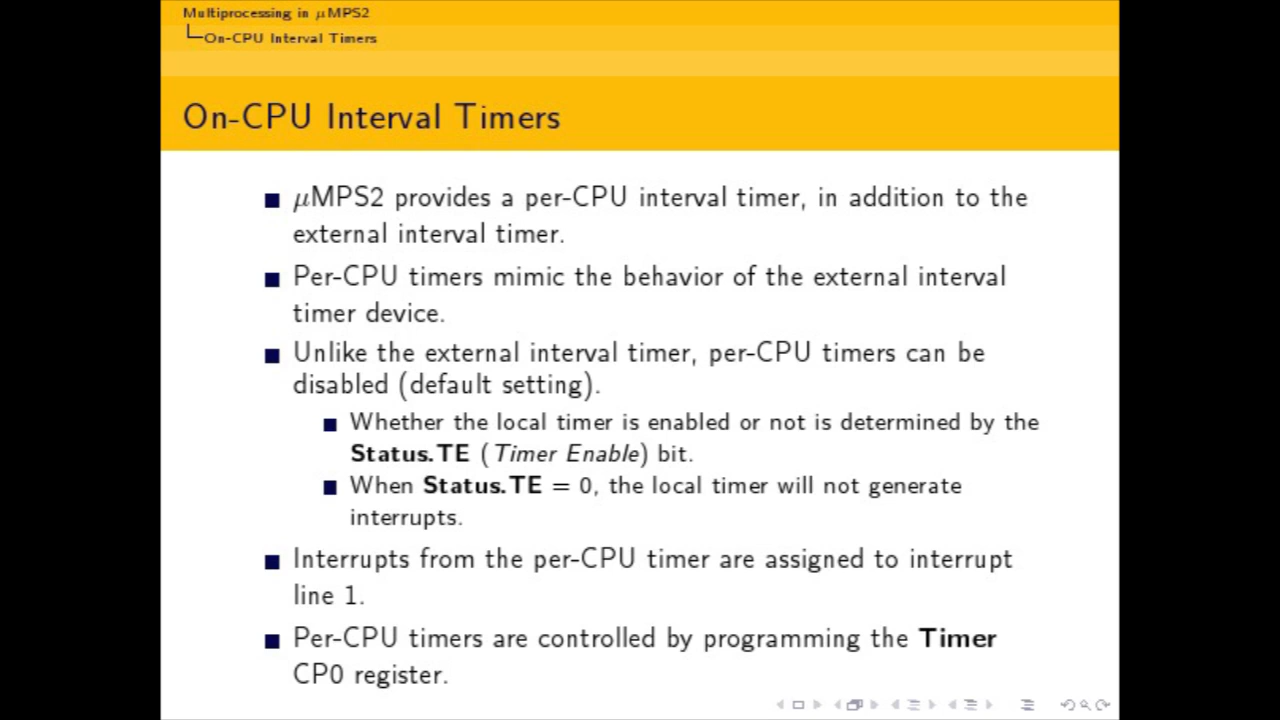 Multiprocessing in μMPS2
On-CPU Interval Timers
On-CPU Interval Timers
μMPS2 provides a per-CPU interval timer, in addition to the
external interval timer.
Per-CPU timers mimic the behavior of the external interval
timer device.
Unlike the external interval timer, per-CPU timers can be
disabled (default setting).
Whether the local timer is enabled or not is determined by the
Status.TE (Timer Enable) bit.
When Status.TE = 0, the local timer will not generate
interrupts.
Interrupts from the per-CPU timer are assigned to interrupt
line 1.
Per-CPU timers are controlled by programming the Timer
CP0 register.